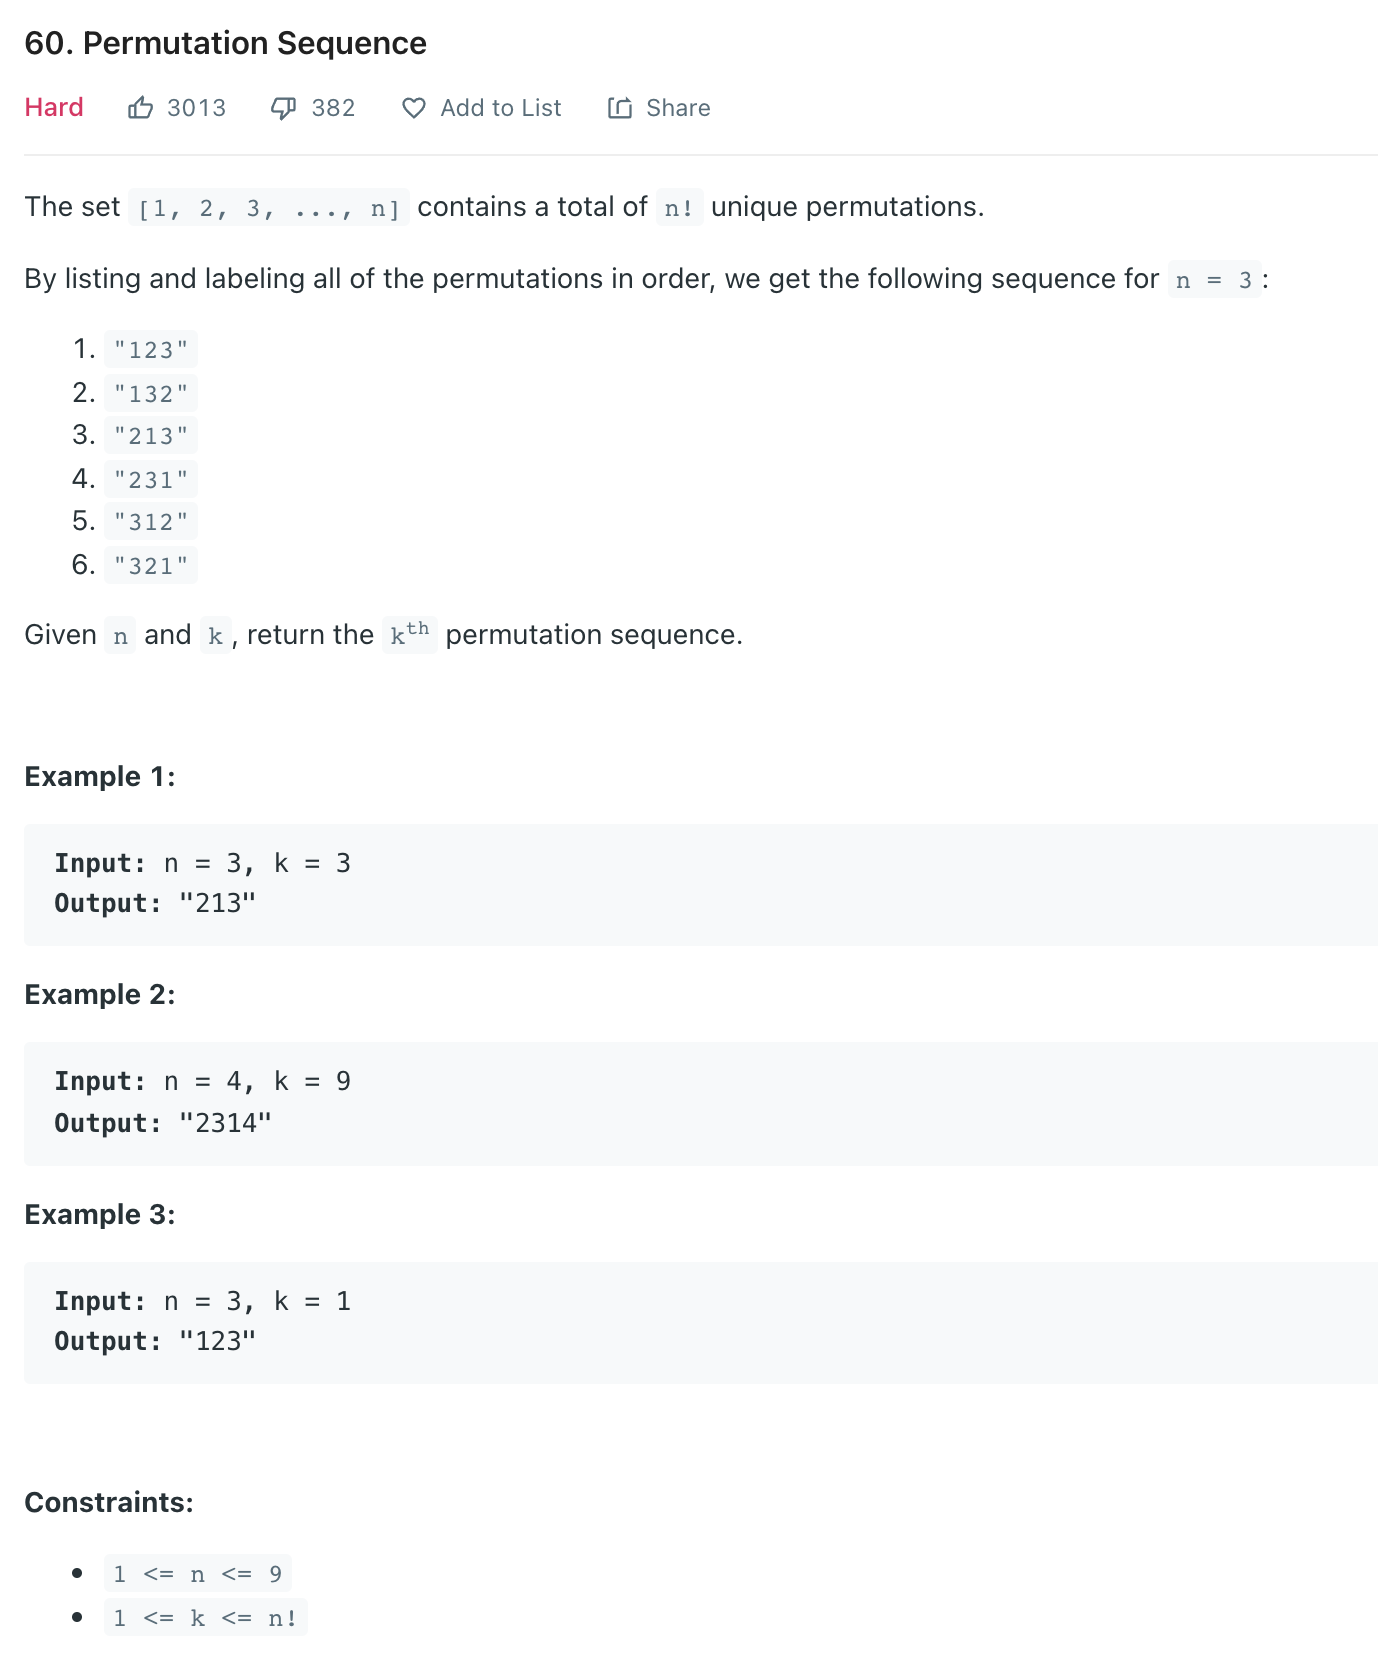 60. Permutation Sequence
Hard 3013 382 Add to List Share
The set [1, 2, 3, ..., n] contains a total of n! unique permutations.
By listing and labeling all of the permutations in order, we get the following sequence for n = 3:
1. "123"
2. "132"
3. "213"
4. "231"
5. "312"
6. "321"
Given n and k, return the kth permutation sequence.
Example 1:
Input: n = 3, k = 3
Output: "213"
Example 2:
Input: n = 4, k = 9
Output: "2314"
Example 3:
Input: n = 3, k = 1
Output: "123"
Constraints:
• 1 <= n <= 9
• 1 <= k <= n!